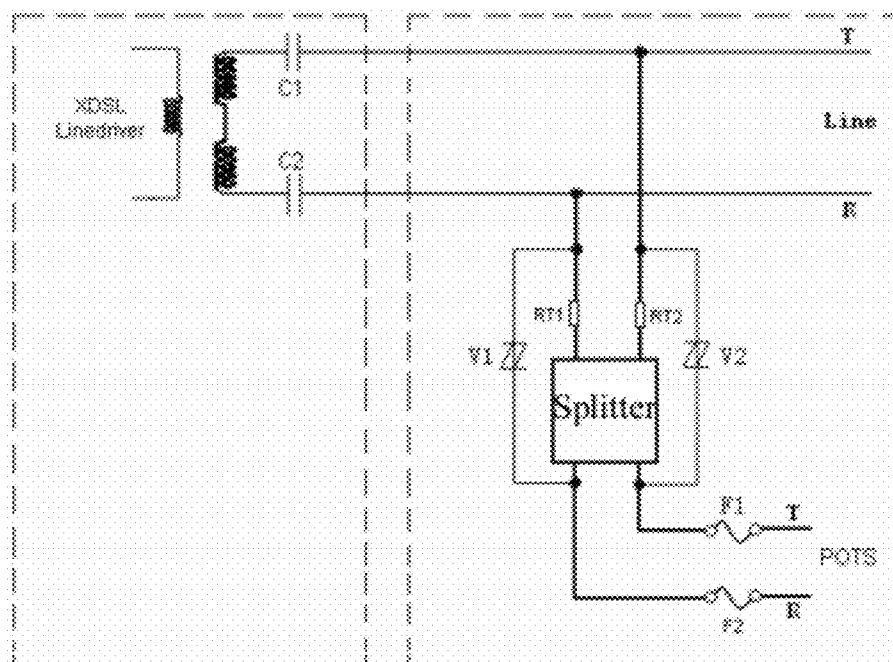 T
C1
XDSL
Linedriver
Line
C2
R
RT1
RT2
V1
V2
Splitter
F1
T
POTS
R
F2